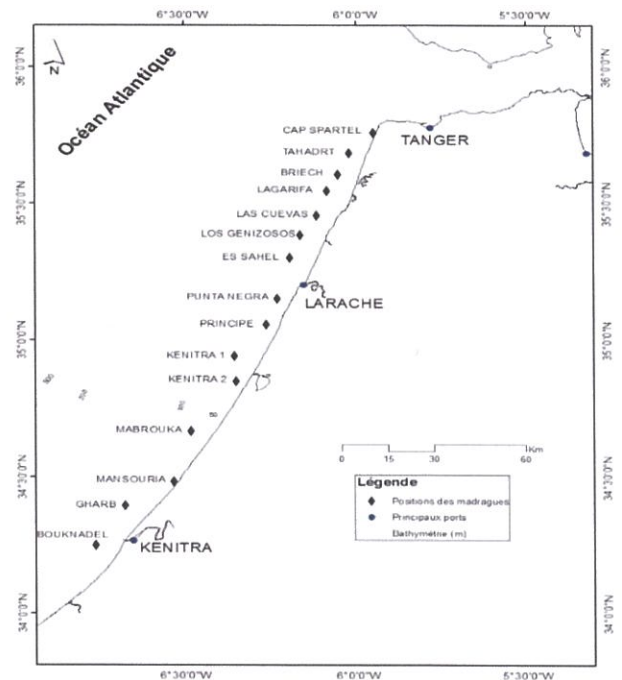 6°30'0"W 6°0'0"W 5°30'0"W
36°0'0"N
36°0'0"N
N
Océan Atlantique
CAP SPARTEL
TANGER
TAHADRT
BRIECH
LAGARIFA
35°30'0"N
35°30'0"N
LAS CUEVAS
LOS GENIZOSOS
ES SAHEL
PUNTA NEGRA
LARACHE
PRINCIPE
35°0'0"N
35°0'0"N
KENITRA 1
KENITRA 2
MABROUKA
0 15 30 60 Km
34°30'0"N
34°30'0"N
MANSOURIA
Légende
Positions des madragues
Principaux ports
Bathymétrie (m)
GHARB
BOUKNADEL
KENITRA
34°0'0"N
34°0'0"N
6°30'0"W 6°0'0"W 5°30'0"W